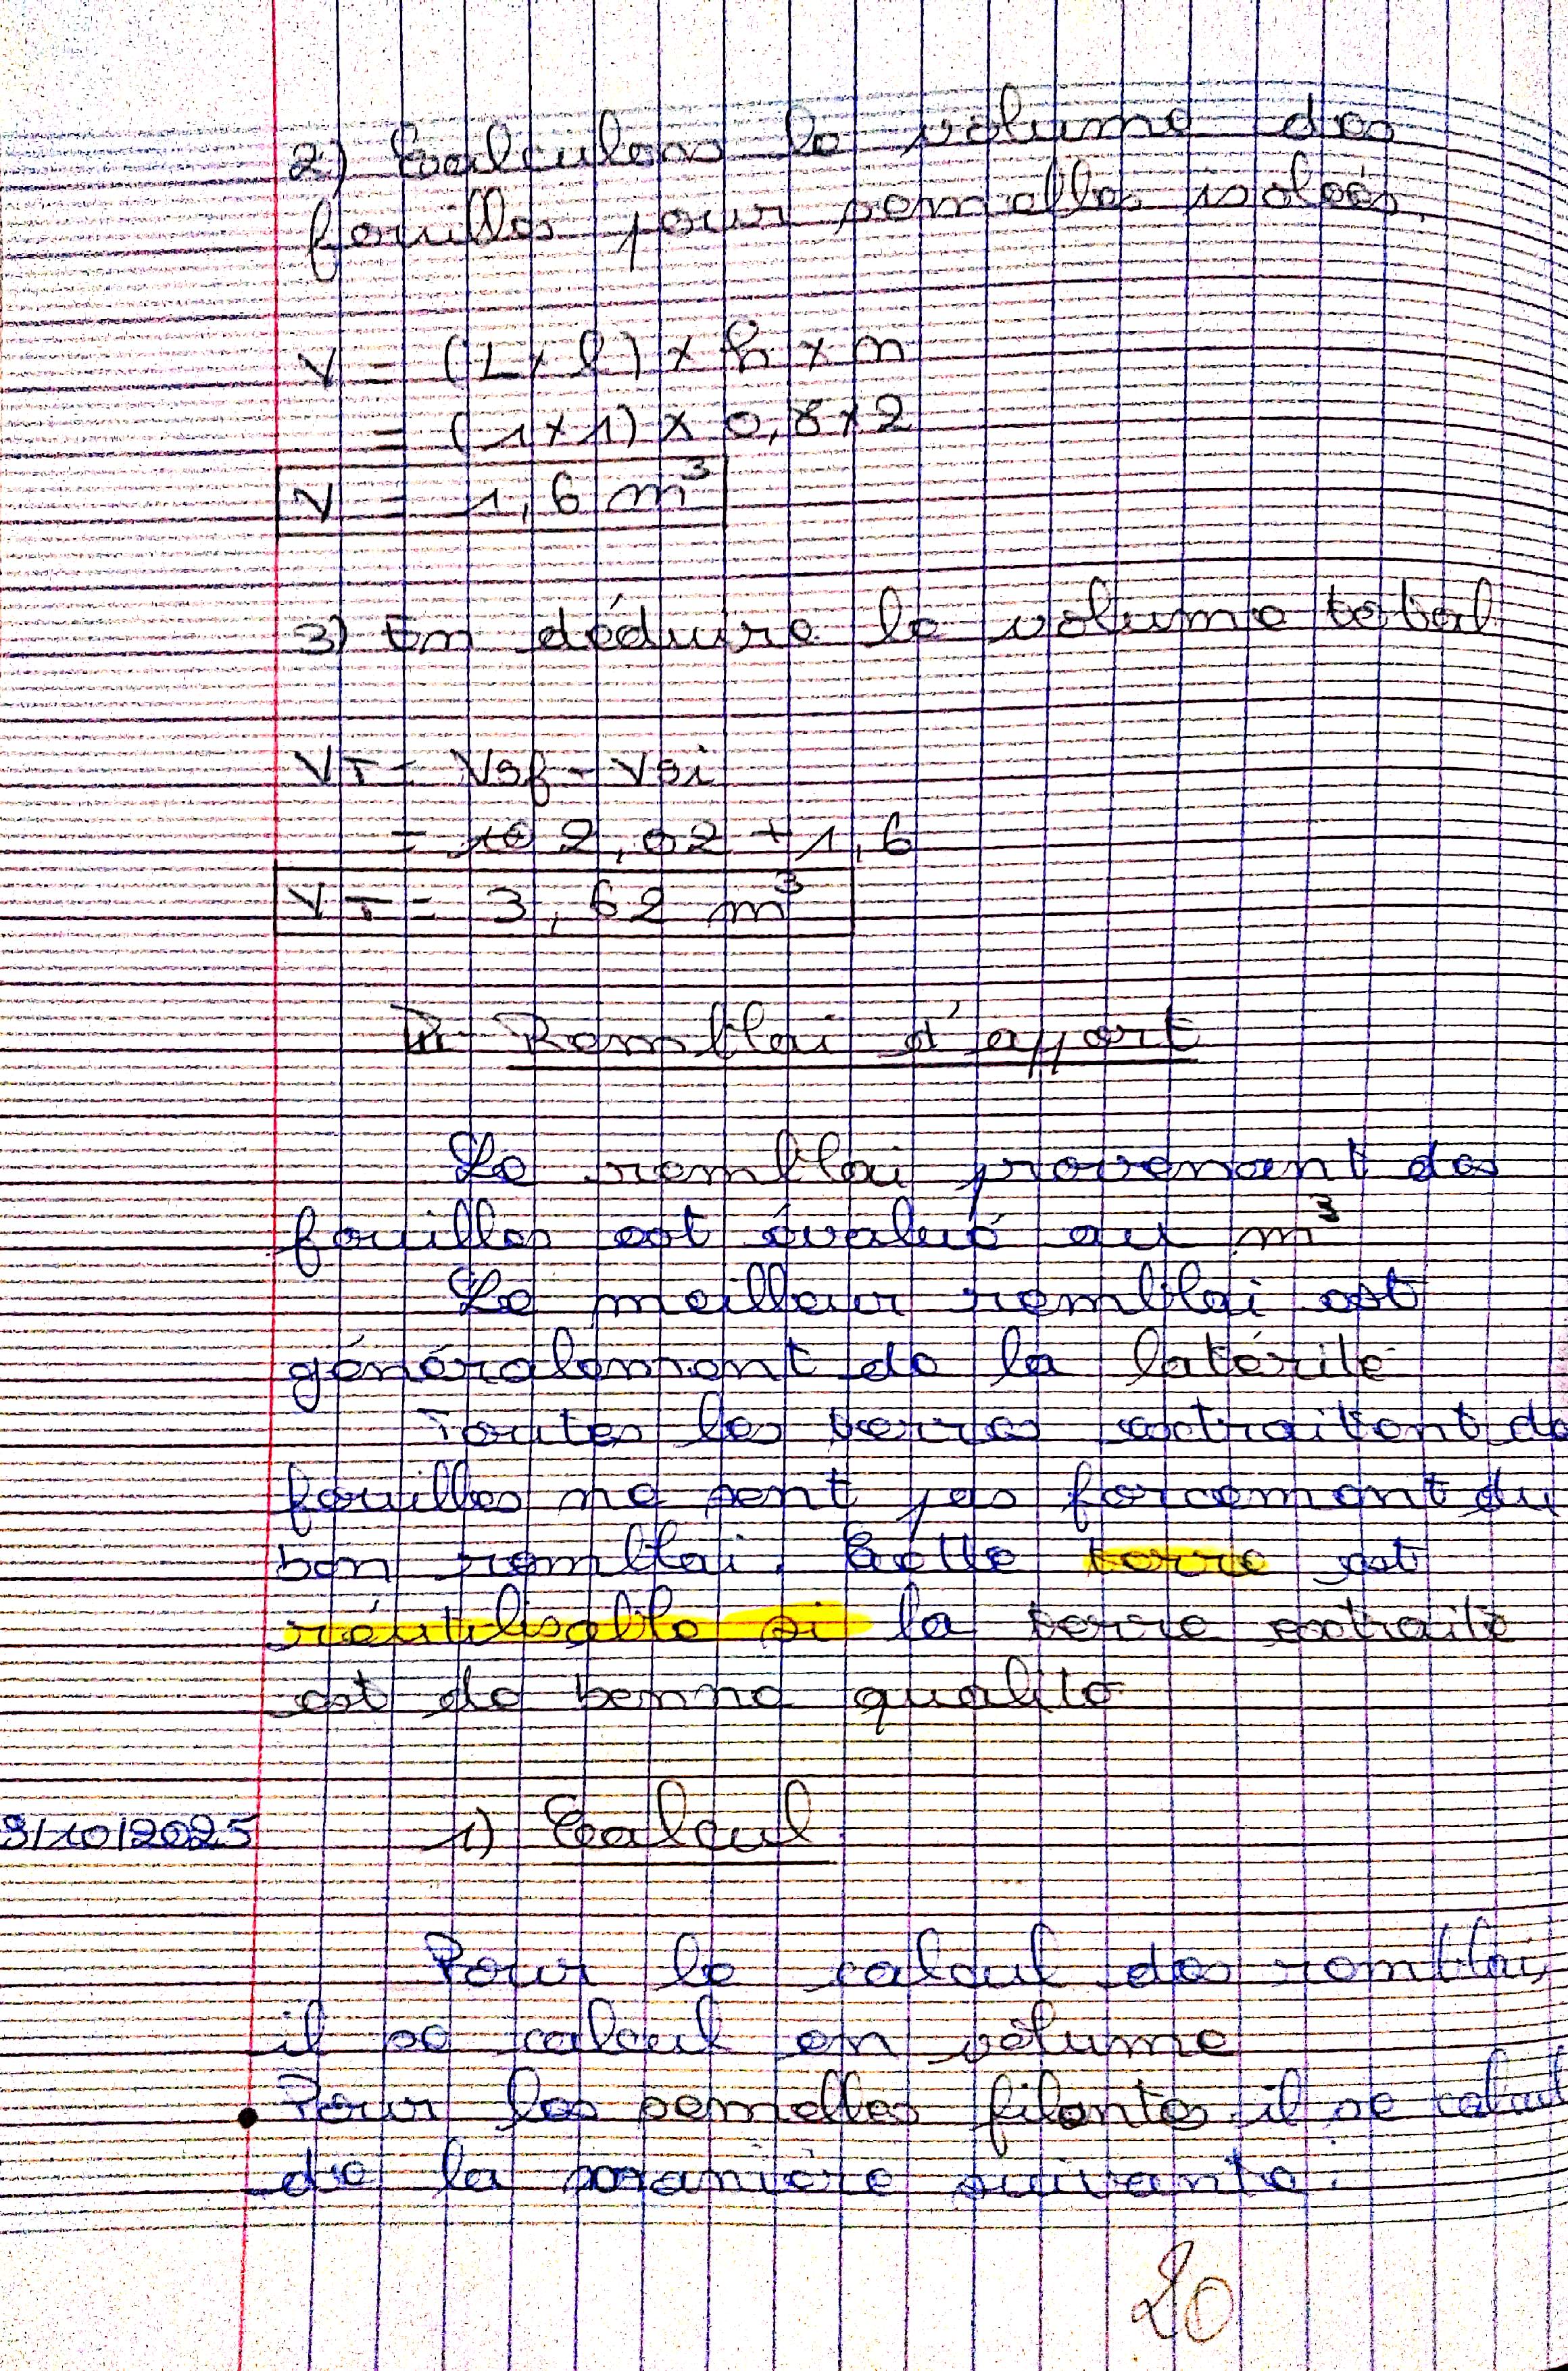 2) Calculons le volume des
fouilles pour semelles isolées.
V = (L x l) x h x n
= (1 x 1) x 0,8 x 2
V = 1,6 m³
3) En déduire le volume total
VT = Vsf - Vsi
= 2,02 + 1,6
VT = 3,62 m³
Remblai d'apport
Le remblai provenant des
fouilles est évalué au m³
Le meilleur remblai est
généralement de la latérite
Toutes les terres extraitent de
fouilles ne sont pas forcement du
bon remblai. Cette terre est
réutilisable si la terre extraite
est de bonne qualité
3/10/2025
1) Calcul
Pour le calcul des remblai,
il se calcul en volume
• Pour les semelles filantes il se calcul
de la manière suivante.
20